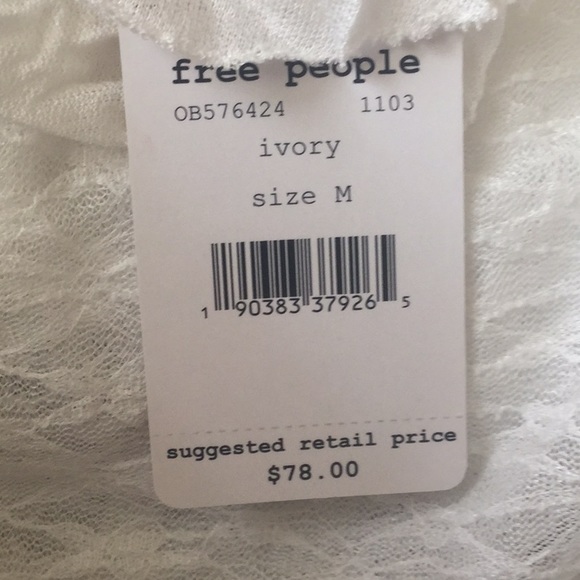 free people
OB576424 1103
ivory
size M
1 90383 37926 5
suggested retail price
$78.00